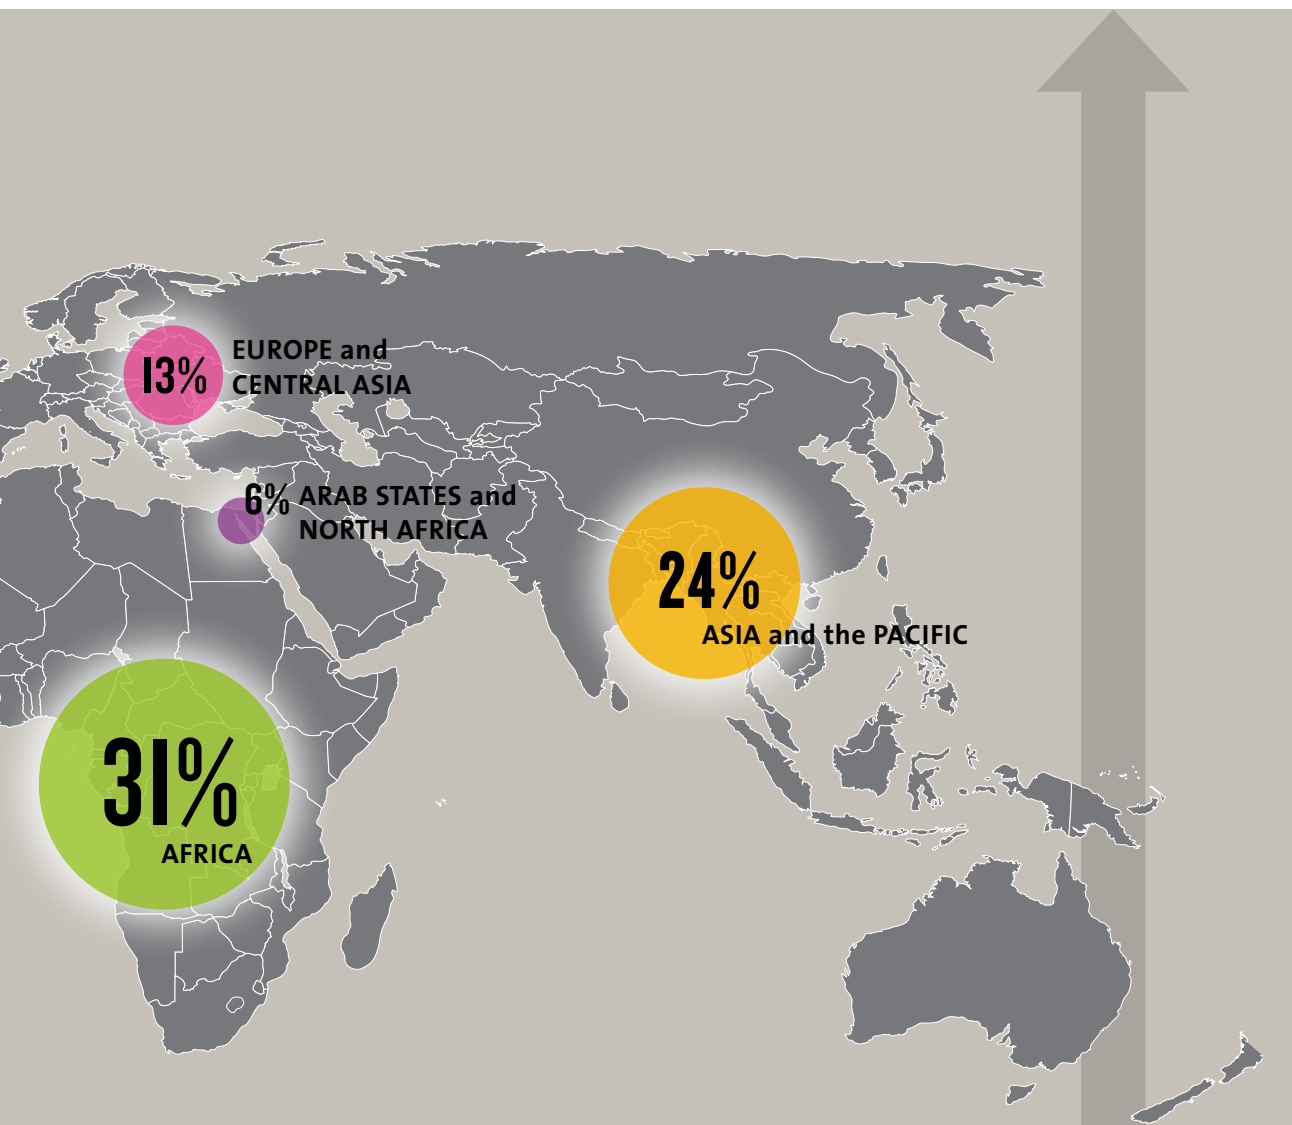 13%
EUROPE and
CENTRAL ASIA
6%
ARAB STATES and
NORTH AFRICA
24%
ASIA and the PACIFIC
31%
AFRICA